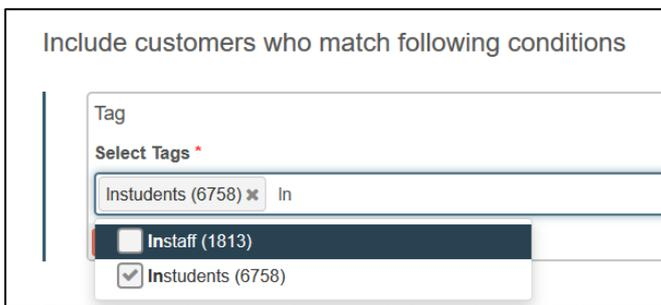 Include customers who match following conditions
Tag
Select Tags *
Instudents (6758) × In
Instaff (1813)
Instudents (6758)